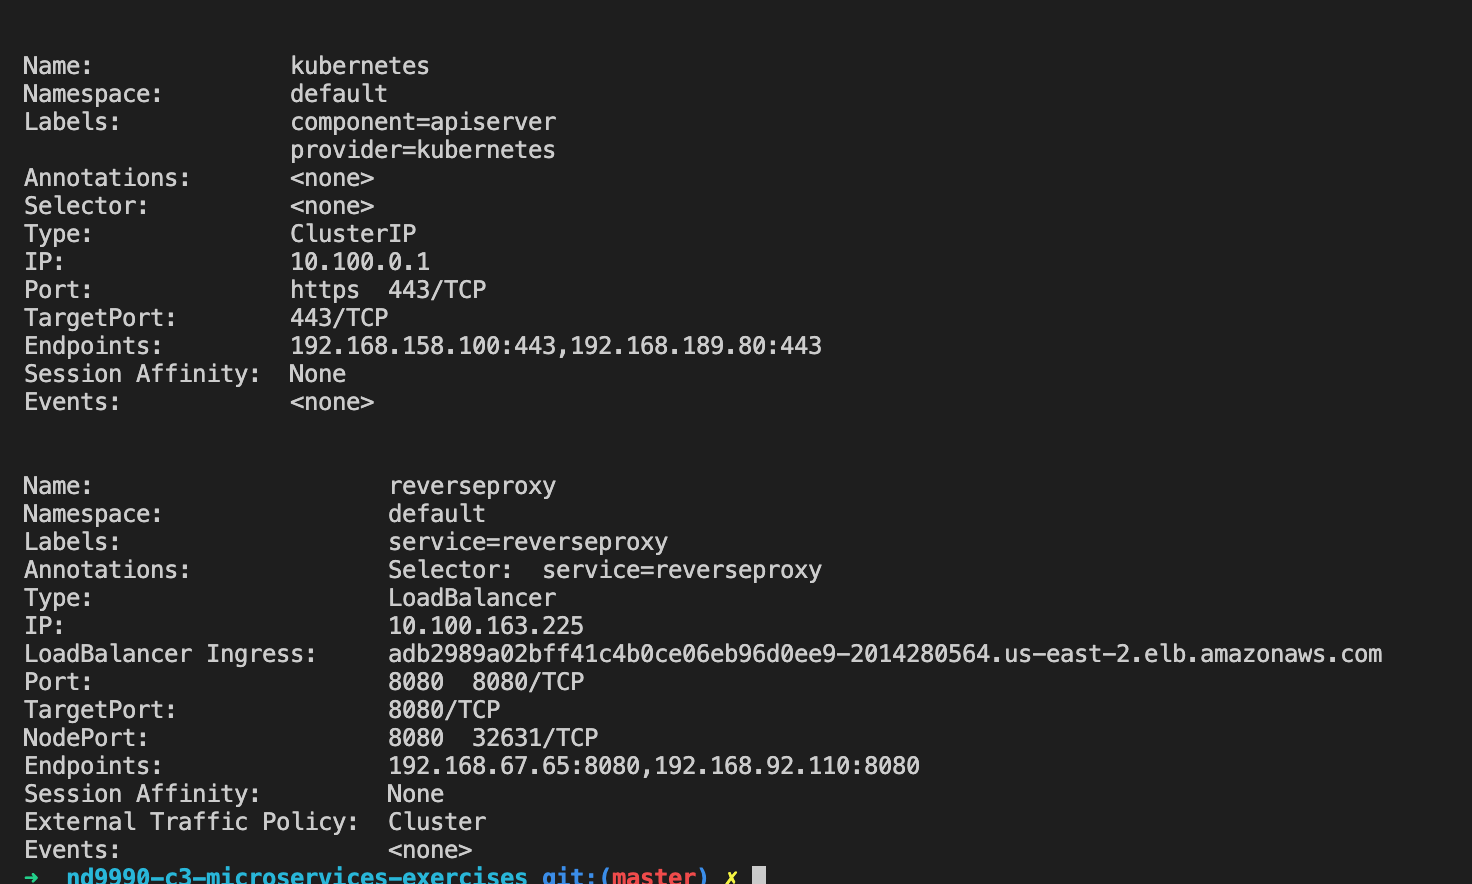 Name:              kubernetes
Namespace:         default
Labels:            component=apiserver
                   provider=kubernetes
Annotations:       <none>
Selector:          <none>
Type:              ClusterIP
IP:                10.100.0.1
Port:              https  443/TCP
TargetPort:        443/TCP
Endpoints:         192.168.158.100:443,192.168.189.80:443
Session Affinity:  None
Events:            <none>
Name:                     reverseproxy
Namespace:                default
Labels:                   service=reverseproxy
Annotations:              Selector:  service=reverseproxy
Type:                     LoadBalancer
IP:                       10.100.163.225
LoadBalancer Ingress:     adb2989a02bff41c4b0ce06eb96d0ee9-2014280564.us-east-2.elb.amazonaws.com
Port:                     8080  8080/TCP
TargetPort:               8080/TCP
NodePort:                 8080  32631/TCP
Endpoints:                192.168.67.65:8080,192.168.92.110:8080
Session Affinity:         None
External Traffic Policy:  Cluster
Events:                   <none>
➜  nd9990-c3-microservices-exercises git:(master) ✗